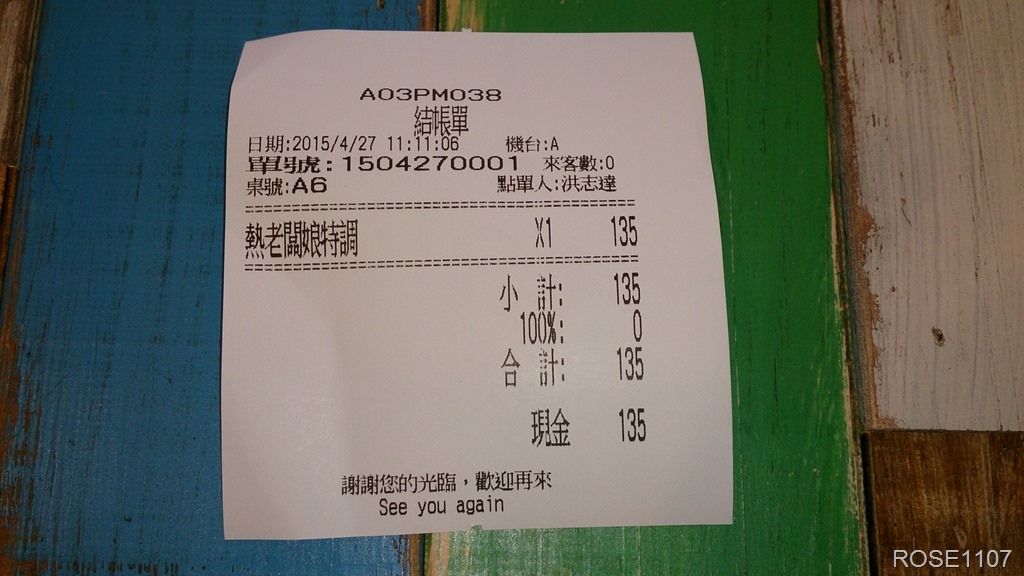 A03PM038
結帳單
日期:2015/4/27 11:11:06 機台:A
單號:1504270001 來客數:0
桌號:A6 點單人:洪志達
熱老闆娘特調 X1 135
小 計: 135
100%: 0
合 計: 135
現金 135
謝謝您的光臨，歡迎再來
See you again
ROSE1107